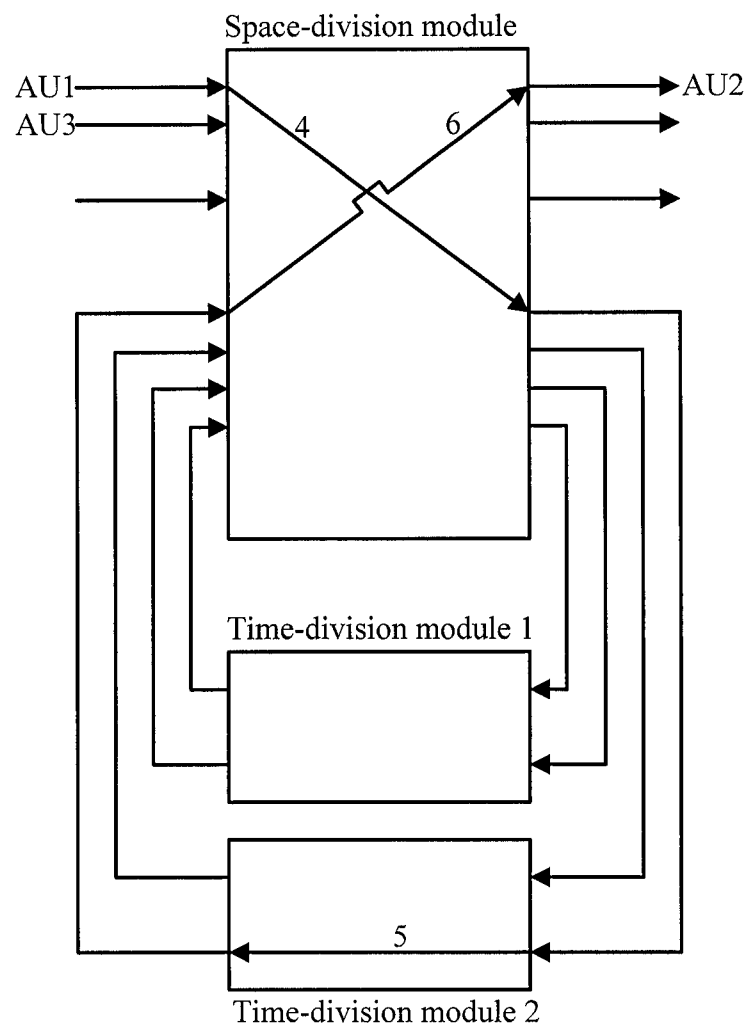 Space-division module
AU1
AU2
AU3
4
6
Time-division module 1
5
Time-division module 2